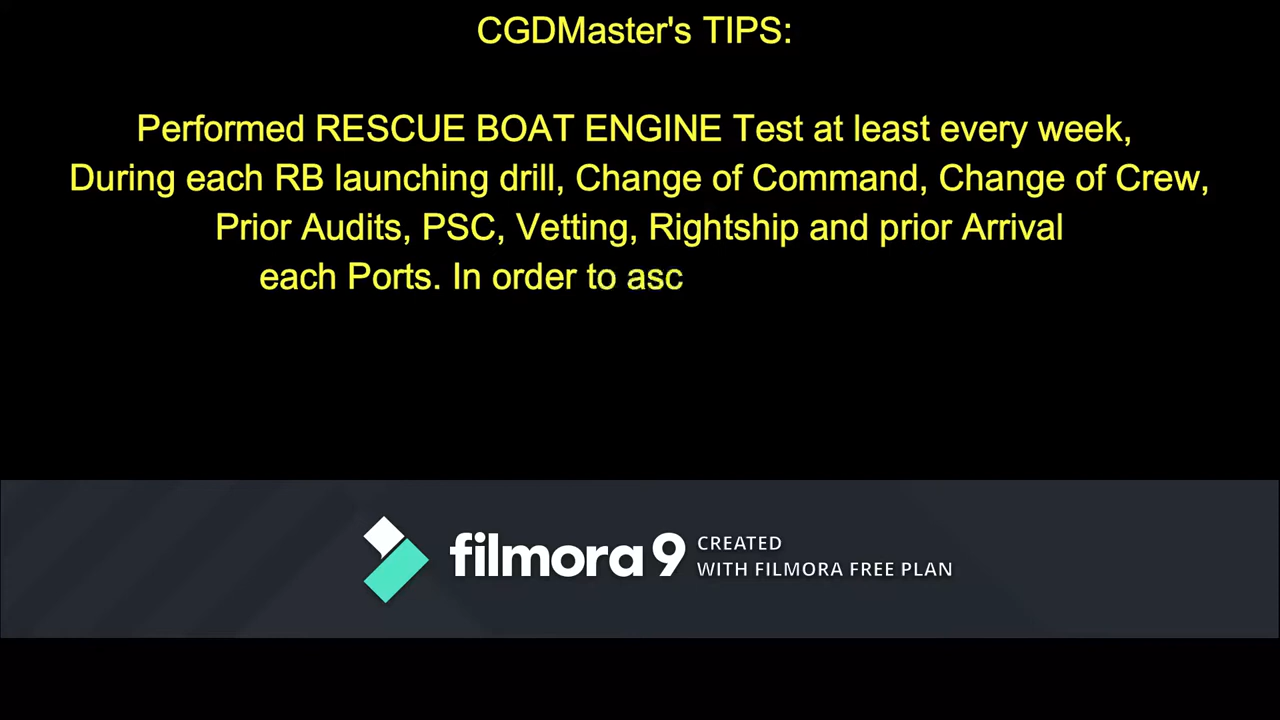 CGDMaster's TIPS:
Performed RESCUE BOAT ENGINE Test at least every week,
During each RB launching drill, Change of Command, Change of Crew,
Prior Audits, PSC, Vetting, Rightship and prior Arrival
each Ports. In order to asc
filmora 9
CREATED
WITH FILMORA FREE PLAN